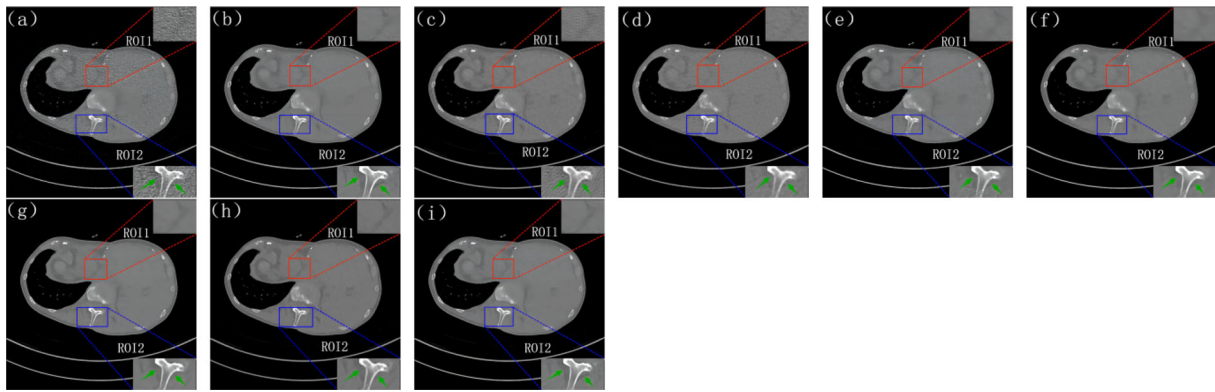 (a)
ROI1
ROI2
(b)
ROI1
ROI2
(c)
ROI1
ROI2
(d)
ROI1
ROI2
(e)
ROI1
ROI2
(f)
ROI1
ROI2
(g)
ROI1
ROI2
(h)
ROI1
ROI2
(i)
ROI1
ROI2